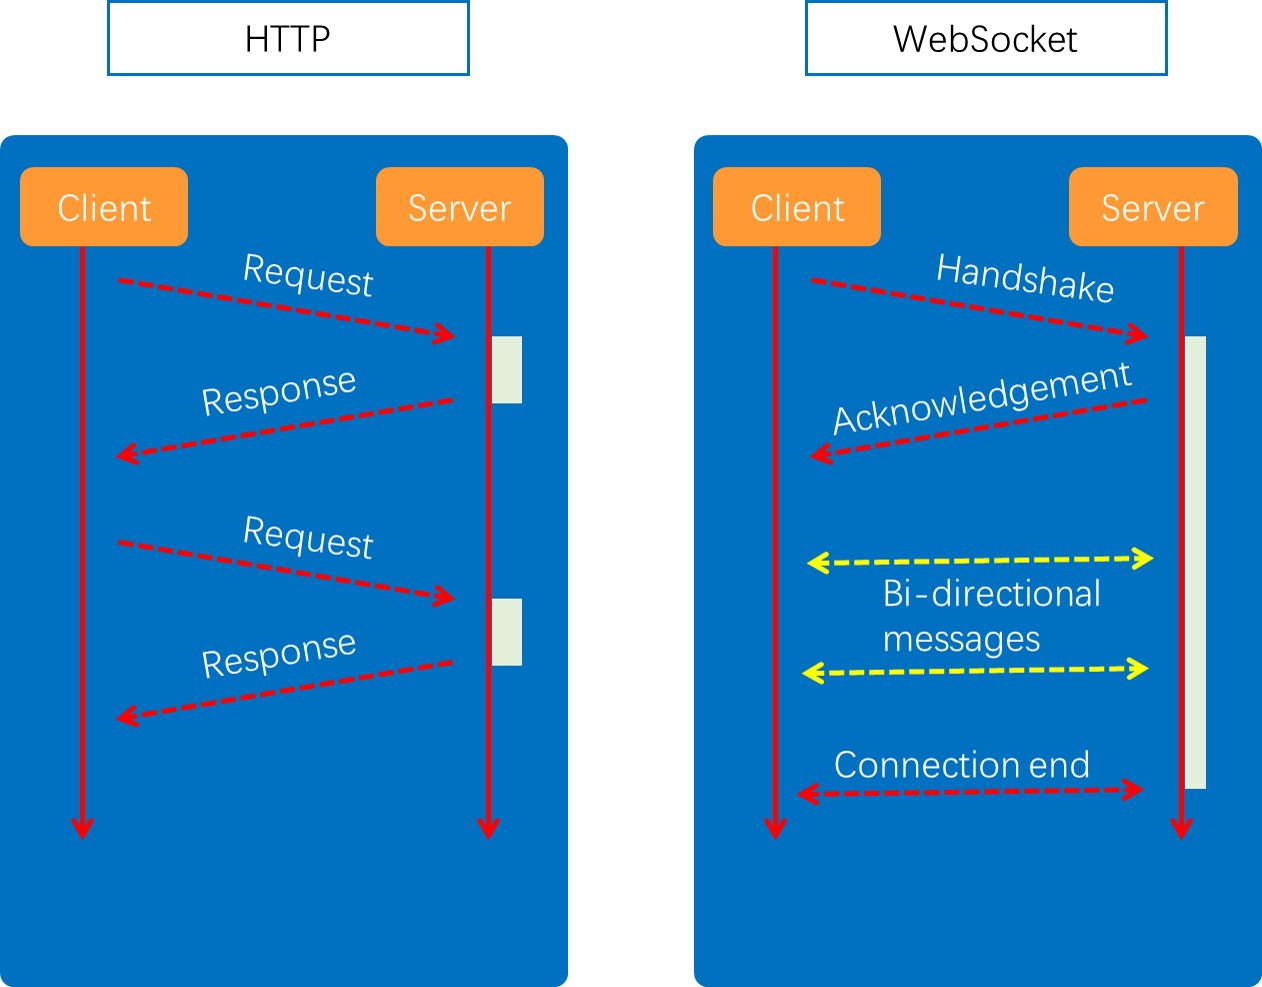 HTTP
Client
Server
Request
Response
Request
Response
WebSocket
Client
Server
Handshake
Acknowledgement
Bi-directional
messages
Connection end